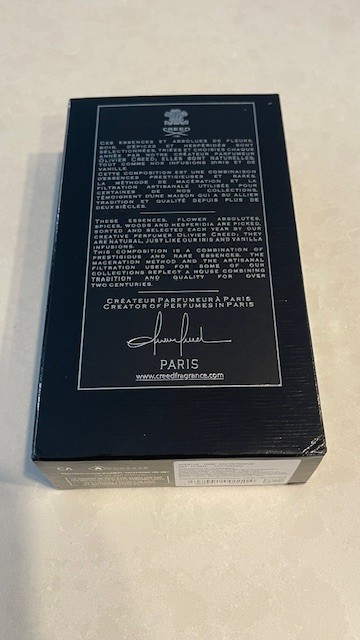 CREED
CES ESSENCES ET ABSOLUES DE FLEURS,
BOIS, ÉPICES ET HESPÉRIDÉS SONT
SÉLECTIONNÉES, TRIÉES ET CHOISIES CHAQUE
ANNÉE PAR NOTRE CRÉATEUR PARFUMEUR
OLIVIER CREED; ELLES SONT NATURELLES,
TOUT COMME NOS INFUSIONS D'IRIS ET DE
VANILLE.
CETTE COMPOSITION EST UNE COMBINAISON
D'ESSENCES PRESTIGIEUSES ET RARES.
LA MÉTHODE DE MACÉRATION ET LA
FILTRATION ARTISANALE UTILISÉE POUR
CERTAINES DE NOS COLLECTIONS,
TÉMOIGNENT D'UNE MAISON QUI A SU ALLIER
TRADITION ET QUALITÉ DEPUIS PLUS DE
DEUX SIÈCLES.
THESE ESSENCES, FLOWER ABSOLUTES,
SPICES, WOODS AND HESPERIDIA ARE PICKED,
SORTED AND SELECTED EACH YEAR BY OUR
CREATIVE PERFUMER OLIVIER CREED; THEY
ARE NATURAL, JUST LIKE OUR IRIS AND VANILLA
INFUSIONS.
THIS COMPOSITION IS A COMBINATION OF
PRESTIGIOUS AND RARE ESSENCES. THE
MACERATION METHOD AND THE ARTISANAL
FILTRATION USED FOR SOME OF OUR
COLLECTIONS REFLECT A HOUSE COMBINING
TRADITION AND QUALITY FOR OVER
TWO CENTURIES.
CRÉATEUR PARFUMEUR À PARIS
CREATOR OF PERFUMES IN PARIS
PARIS
www.creedfragrance.com
CA